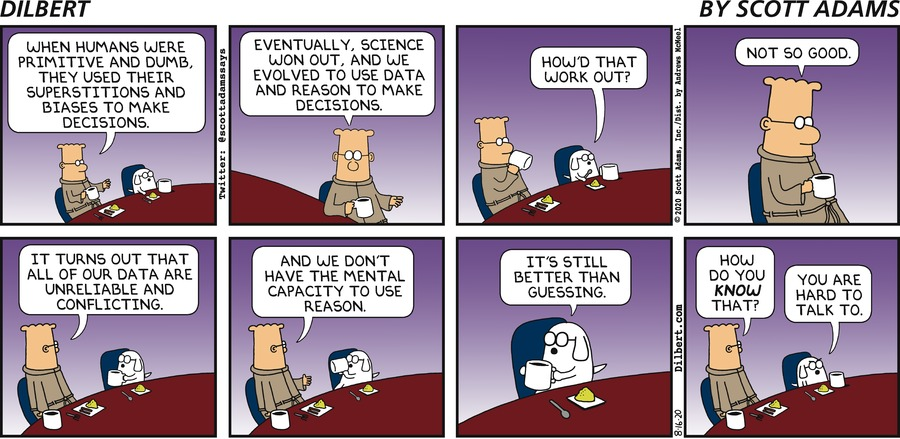 DILBERT
BY SCOTT ADAMS
WHEN HUMANS WERE
PRIMITIVE AND DUMB,
THEY USED THEIR
SUPERSTITIONS AND
BIASES TO MAKE
DECISIONS.
Twitter: @scottadamssays
EVENTUALLY, SCIENCE
WON OUT, AND WE
EVOLVED TO USE DATA
AND REASON TO MAKE
DECISIONS.
HOW'D THAT
WORK OUT?
©2020 Scott Adams, Inc./Dist. by Andrews McMeel
NOT SO GOOD.
IT TURNS OUT THAT
ALL OF OUR DATA ARE
UNRELIABLE AND
CONFLICTING.
AND WE DON'T
HAVE THE MENTAL
CAPACITY TO USE
REASON.
IT'S STILL
BETTER THAN
GUESSING.
8-16-20 Dilbert.com
HOW
DO YOU
KNOW
THAT?
YOU ARE
HARD TO
TALK TO.